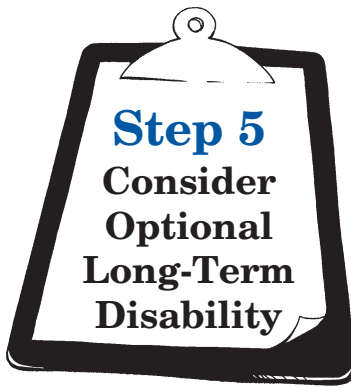 Step 5
Consider
Optional
Long-Term
Disability